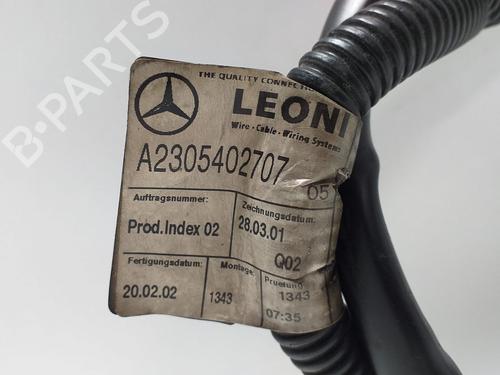 THE QUALITY CONNECTION
LEONI
Wire - Cable - Wiring Systems
A2305402707
05
Auftragsnummer:
Zeichnungsdatum:
Prod.Index 02
28.03.01
Q02
Fertigungsdatum:
Montage:
Pruefung
20.02.02
1343
1343
07:35
B-PARTS